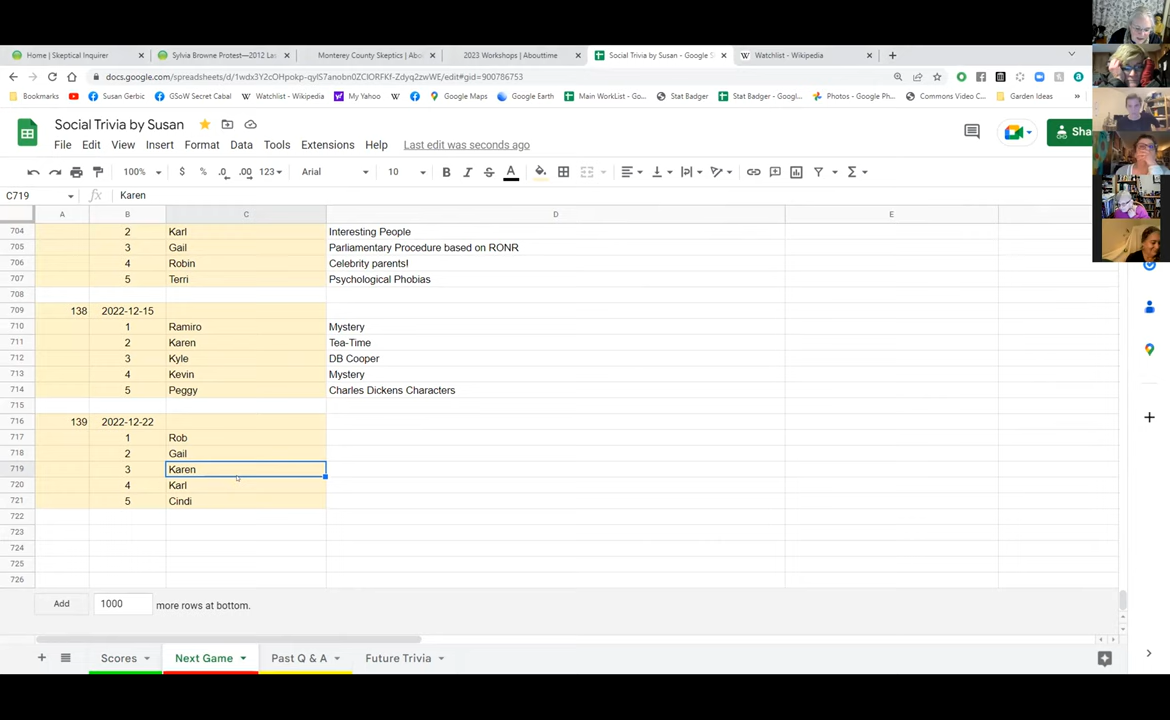 Home | Skeptical Inquirer × Sylvia Browne Protest—2012 Las × Monterey County Skeptics | Abo × 2023 Workshops | Abouttime × Social Trivia by Susan - Google S × Watchlist - Wikipedia ×
docs.google.com/spreadsheets/d/
Bookmarks Susan Gerbic GSoW Secret Cabal Watchlist - Wikipedia My Yahoo Google Maps Google Earth Main WorkList - Go... Stat Badger Stat Badger - Googl... Photos - Google Ph... Commons Video C... Garden Ideas »
Social Trivia by Susan
File Edit View Insert Format Data Tools Extensions Help Last edit was seconds ago
Sha
100% $ % .0 .00 123 Arial 10 B I S A
C719 fx Karen
A B C D E
704 2 Karl Interesting People
705 3 Gail Parliamentary Procedure based on RONR
706 4 Robin Celebrity parents!
707 5 Terri Psychological Phobias
708
709 138 2022-12-15
710 1 Ramiro Mystery
711 2 Karen Tea-Time
712 3 Kyle DB Cooper
713 4 Kevin Mystery
714 5 Peggy Charles Dickens Characters
715
716 139 2022-12-22
717 1 Rob
718 2 Gail
719 3 Karen
720 4 Karl
721 5 Cindi
722
723
724
725
726
Add 1000 more rows at bottom.
+ Scores Next Game Past Q & A Future Trivia